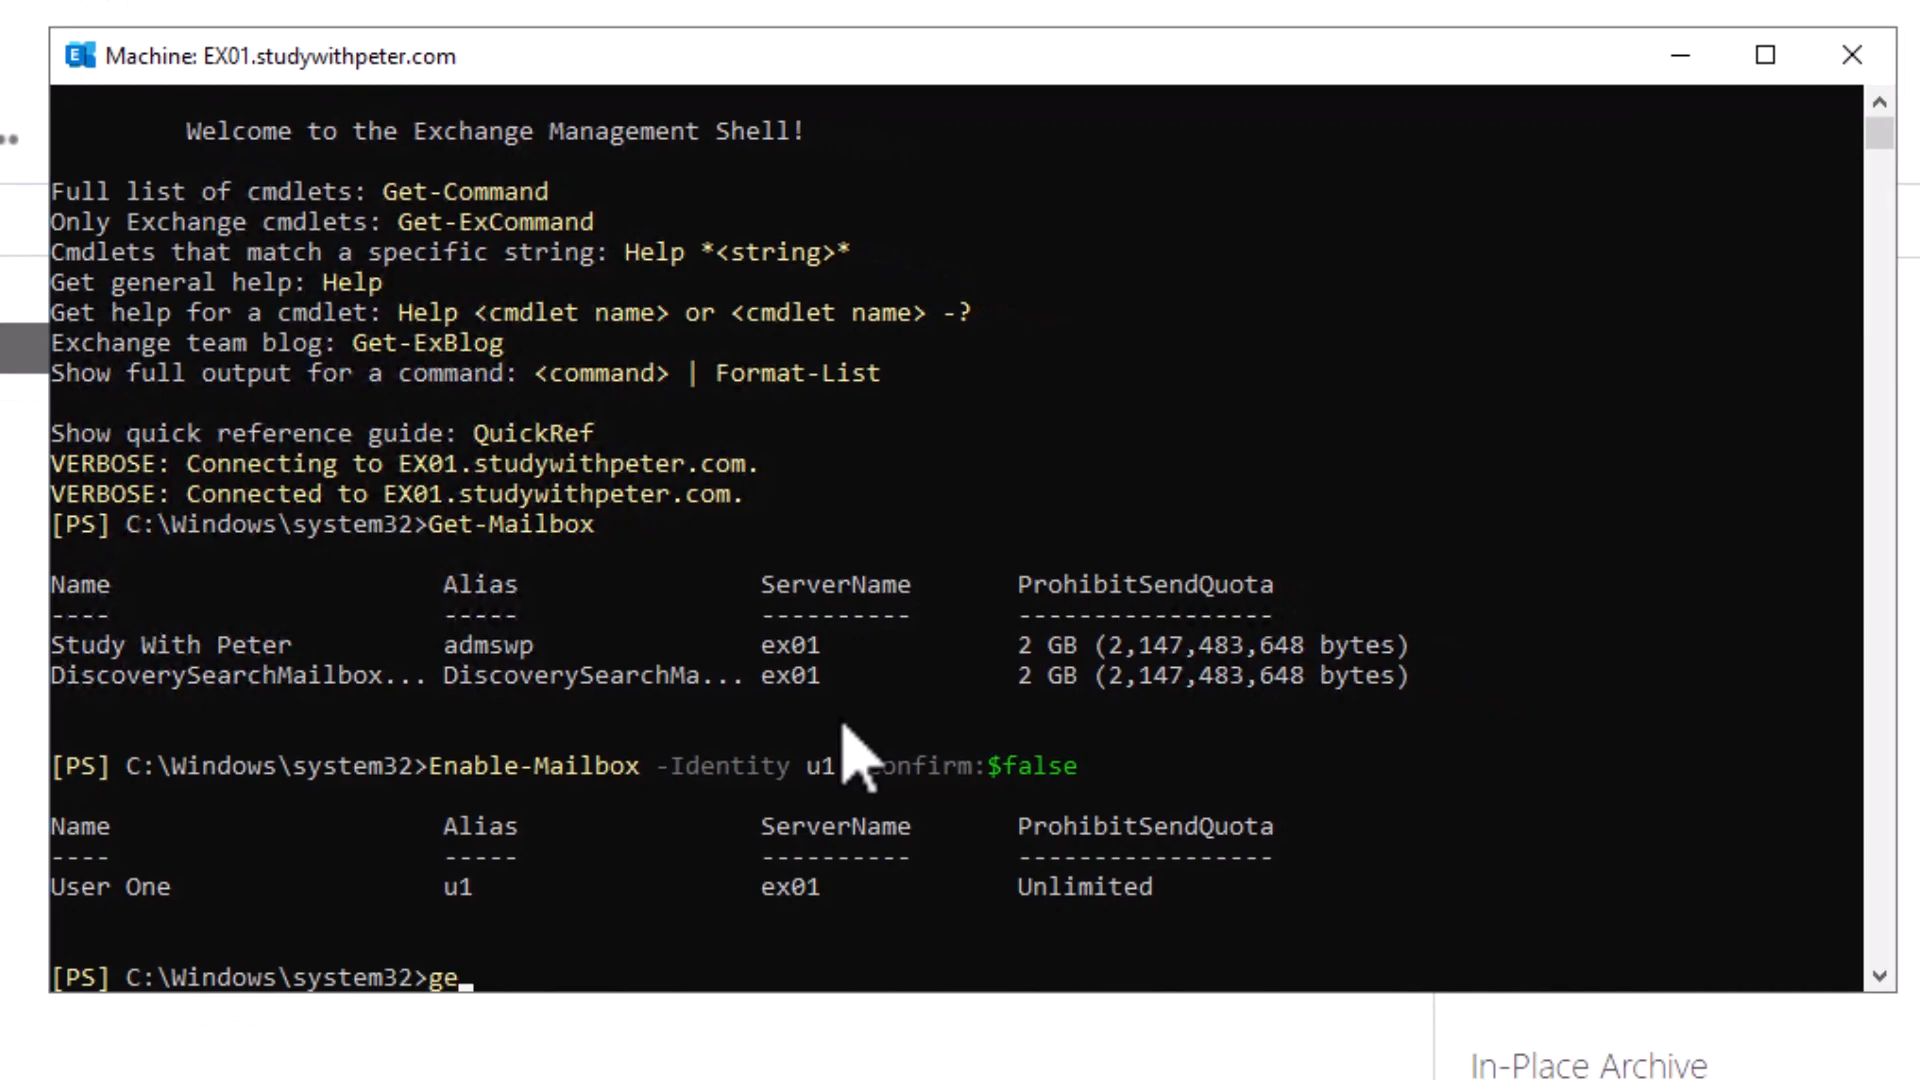 Machine: EX01.studywithpeter.com
Welcome to the Exchange Management Shell!
Full list of cmdlets: Get-Command
Only Exchange cmdlets: Get-ExCommand
Cmdlets that match a specific string: Help *<string>*
Get general help: Help
Get help for a cmdlet: Help <cmdlet name> or <cmdlet name> -?
Exchange team blog: Get-ExBlog
Show full output for a command: <command> | Format-List
Show quick reference guide: QuickRef
VERBOSE: Connecting to EX01.studywithpeter.com.
VERBOSE: Connected to EX01.studywithpeter.com.
[PS] C:\Windows\system32>Get-Mailbox
Name Alias ServerName ProhibitSendQuota
---- ----- ---------- -----------------
Study With Peter admswp ex01 2 GB (2,147,483,648 bytes)
DiscoverySearchMailbox... DiscoverySearchMa... ex01 2 GB (2,147,483,648 bytes)
[PS] C:\Windows\system32>Enable-Mailbox -Identity u1 onfirm:$false
Name Alias ServerName ProhibitSendQuota
---- ----- ---------- -----------------
User One u1 ex01 Unlimited
[PS] C:\Windows\system32>ge_
In-Place Archive